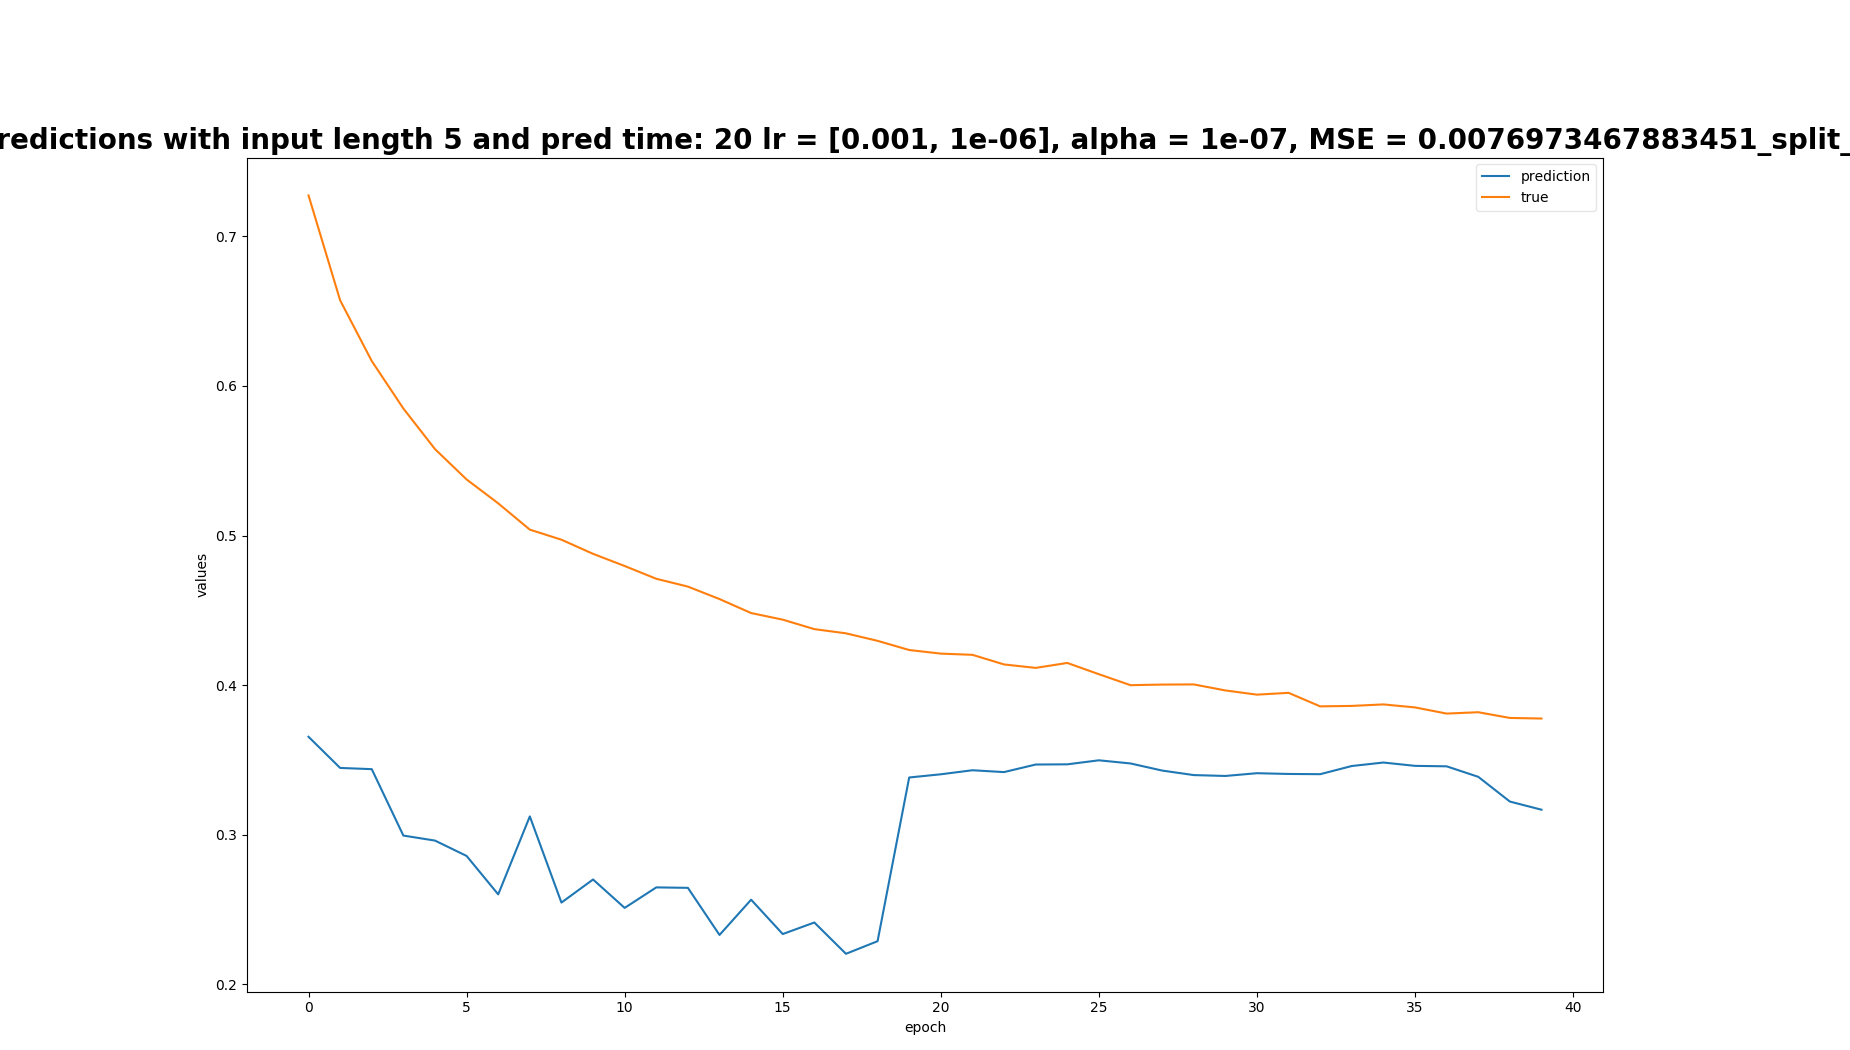 redictions with input length 5 and pred time: 20 lr = [0.001, 1e-06], alpha = 1e-07, MSE = 0.0076973467883451_split_
prediction
true
0.7
0.6
0.5
0.4
0.3
0.2
values
0 5 10 15 20 25 30 35 40
epoch